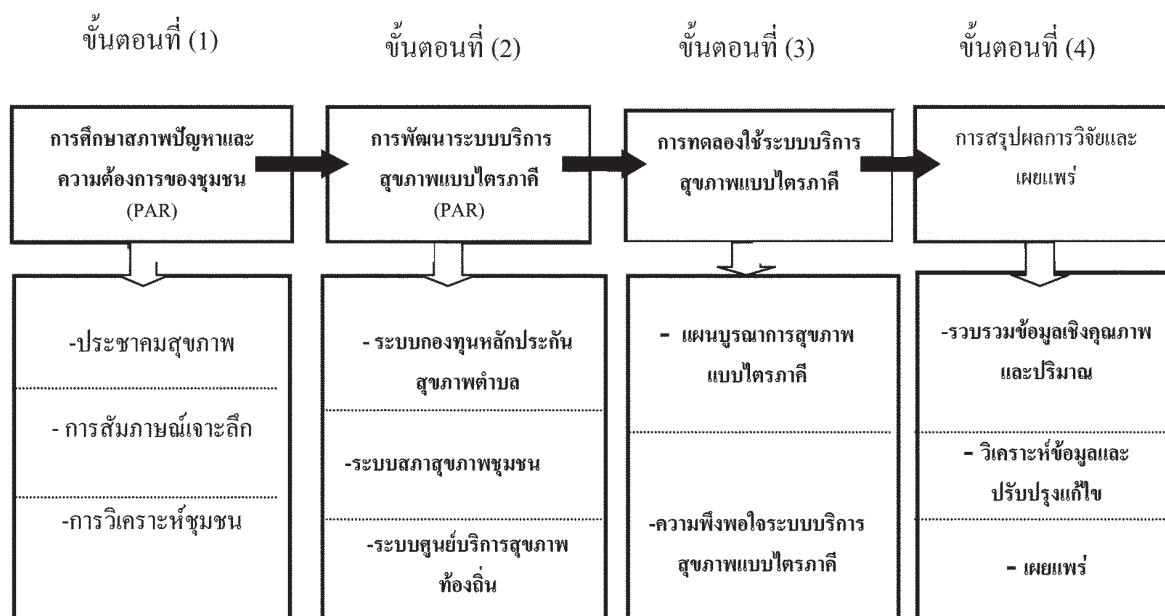 ขั้นตอนที่ (1)
ขั้นตอนที่ (2)
ขั้นตอนที่ (3)
ขั้นตอนที่ (4)
การศึกษาสภาพปัญหาและ
ความต้องการของชุมชน
(PAR)
การพัฒนาระบบบริการ
สุขภาพแบบไตรภาคี
(PAR)
การทดลองใช้ระบบบริการ
สุขภาพแบบไตรภาคี
การสรุปผลการวิจัยและ
เผยแพร่
-ประชาคมสุขภาพ
- การสัมภาษณ์เจาะลึก
-การวิเคราะห์ชุมชน
- ระบบกองทุนหลักประกัน
สุขภาพตำบล
-ระบบสภาสุขภาพชุมชน
-ระบบศูนย์บริการสุขภาพ
ท้องถิ่น
- แผนบูรณาการสุขภาพ
แบบไตรภาคี
-ความพึงพอใจระบบบริการ
สุขภาพแบบไตรภาคี
-รวบรวมข้อมูลเชิงคุณภาพ
และปริมาณ
- วิเคราะห์ข้อมูลและ
ปรับปรุงแก้ไข
- เผยแพร่